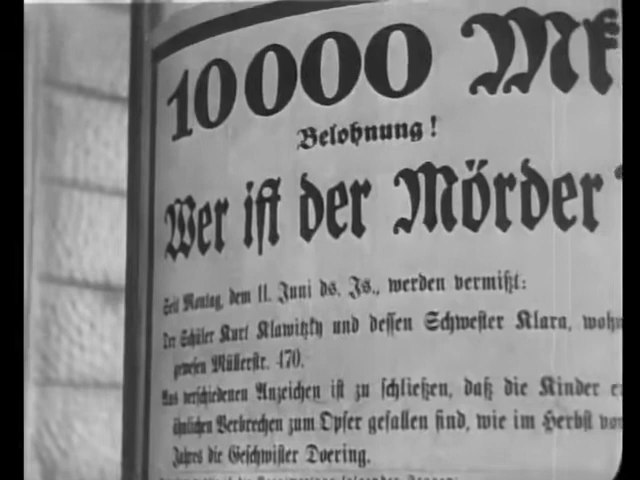 10000 Mk
Belohnung!
Wer ist der Mörder
Seit Montag, dem 11. Juni ds. Js., werden vermißt:
Der Schüler Kurt Klawitzky und dessen Schwester Klara, wohn
gewesen Müllerstr. 470.
Aus verschiedenen Anzeichen ist zu schließen, daß die Kinder e
ähnlichen Verbrechen zum Opfer gefallen sind, wie im Herbst vo
Jahres die Geschwister Doering.